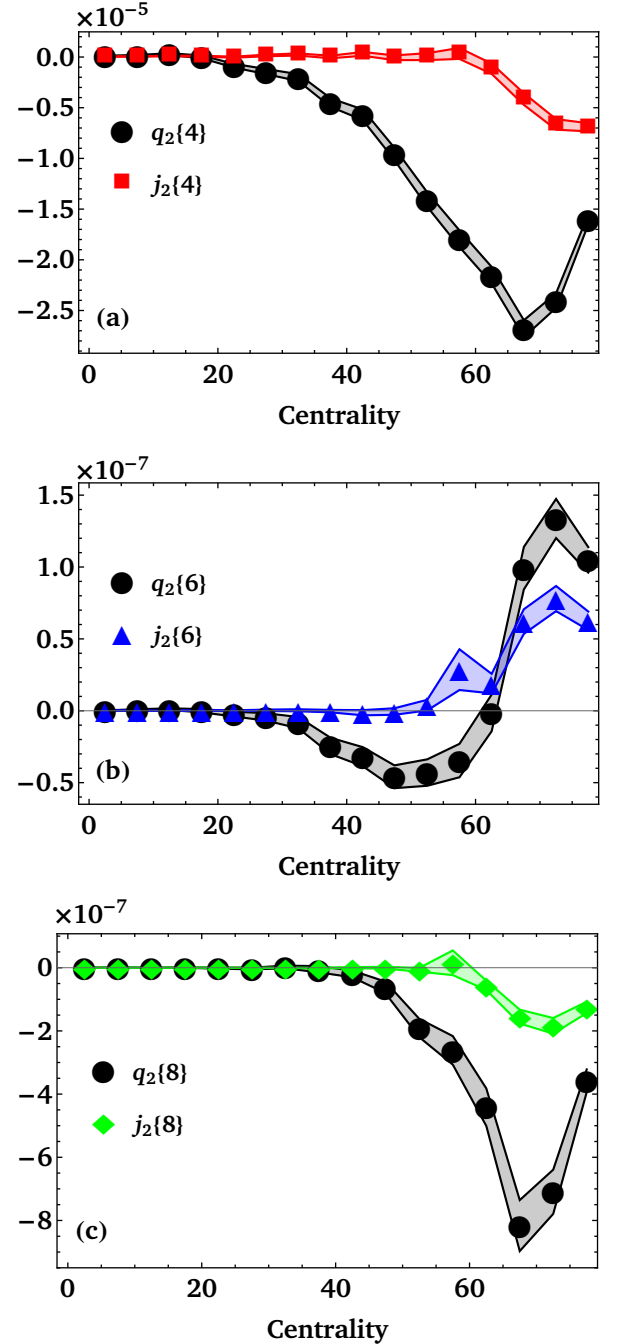 ×10⁻⁵
0.0
−0.5
−1.0
−1.5
−2.0
−2.5
q₂{4}
j₂{4}
(a)
0 20 40 60
Centrality
×10⁻⁷
1.5
1.0
0.5
0.0
−0.5
q₂{6}
j₂{6}
(b)
0 20 40 60
Centrality
×10⁻⁷
0
−2
−4
−6
−8
q₂{8}
j₂{8}
(c)
0 20 40 60
Centrality